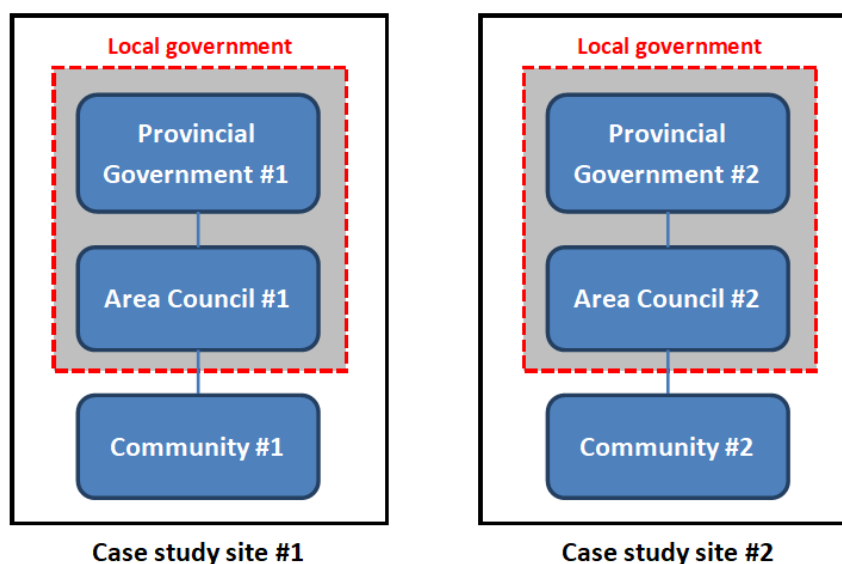 Local government
Provincial
Government #1
Area Council #1
Community #1
Case study site #1
Local government
Provincial
Government #2
Area Council #2
Community #2
Case study site #2